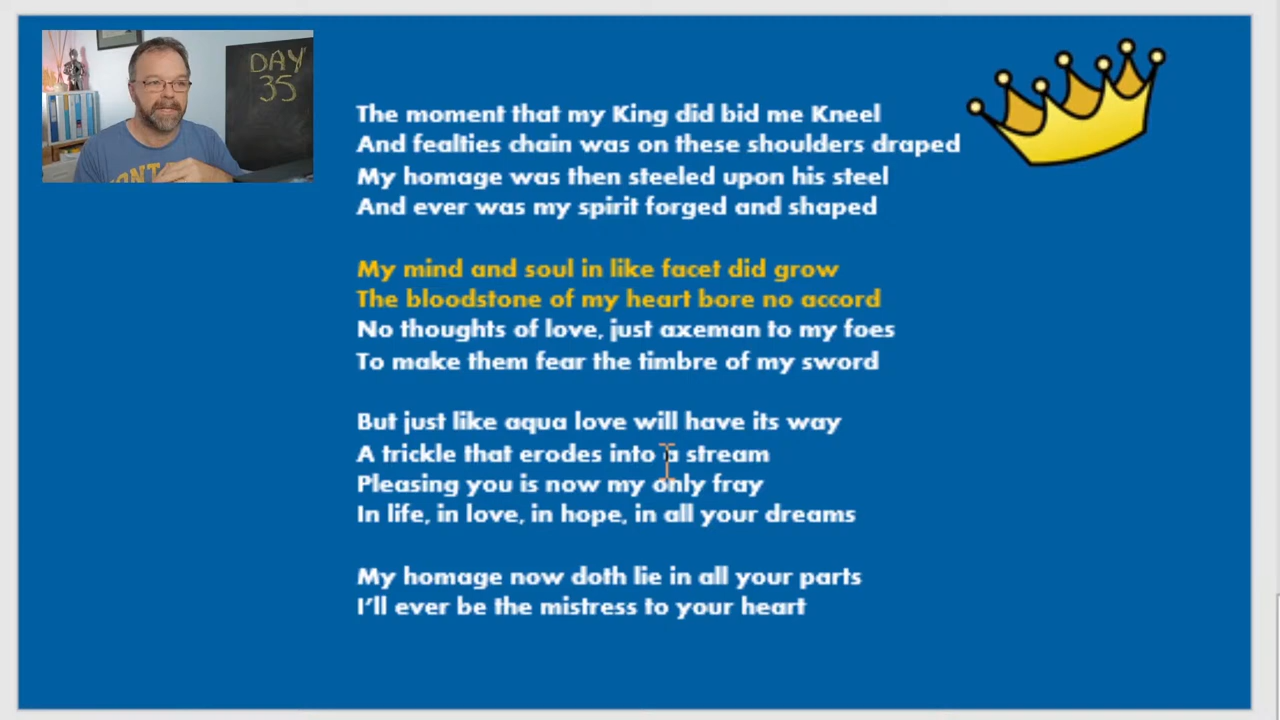 DAY
35
The moment that my King did bid me Kneel
And fealties chain was on these shoulders draped
My homage was then steeled upon his steel
And ever was my spirit forged and shaped
My mind and soul in like facet did grow
The bloodstone of my heart bore no accord
No thoughts of love, just axeman to my foes
To make them fear the timbre of my sword
But just like aqua love will have its way
A trickle that erodes into a stream
Pleasing you is now my only fray
In life, in love, in hope, in all your dreams
My homage now doth lie in all your parts
I'll ever be the mistress to your heart